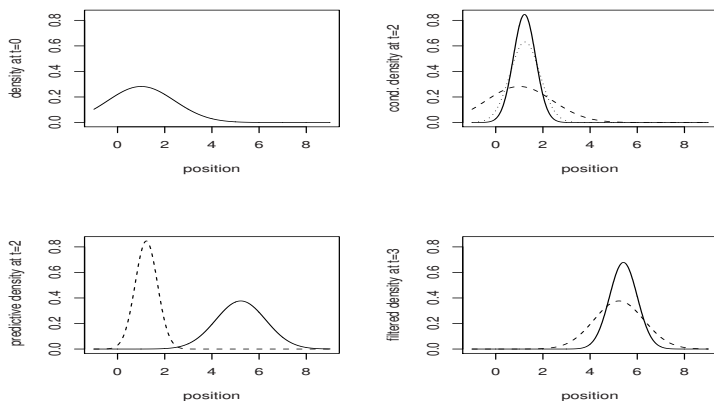 density at t=0
0.0 0.2 0.4 0.6 0.8
0 2 4 6 8
position
cond. density at t=2
0.0 0.2 0.4 0.6 0.8
0 2 4 6 8
position
predictive density at t=2
0.0 0.2 0.4 0.6 0.8
0 2 4 6 8
position
filtered density at t=3
0.0 0.2 0.4 0.6 0.8
0 2 4 6 8
position